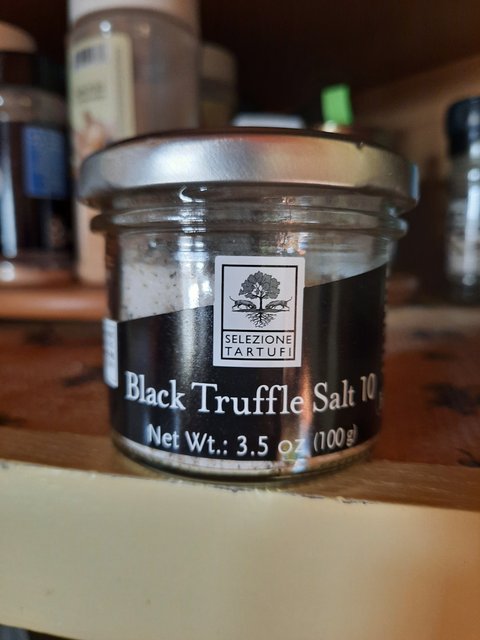 SELEZIONE
TARTUFI
Black Truffle Salt 10
Net Wt.: 3.5 oz (100g)